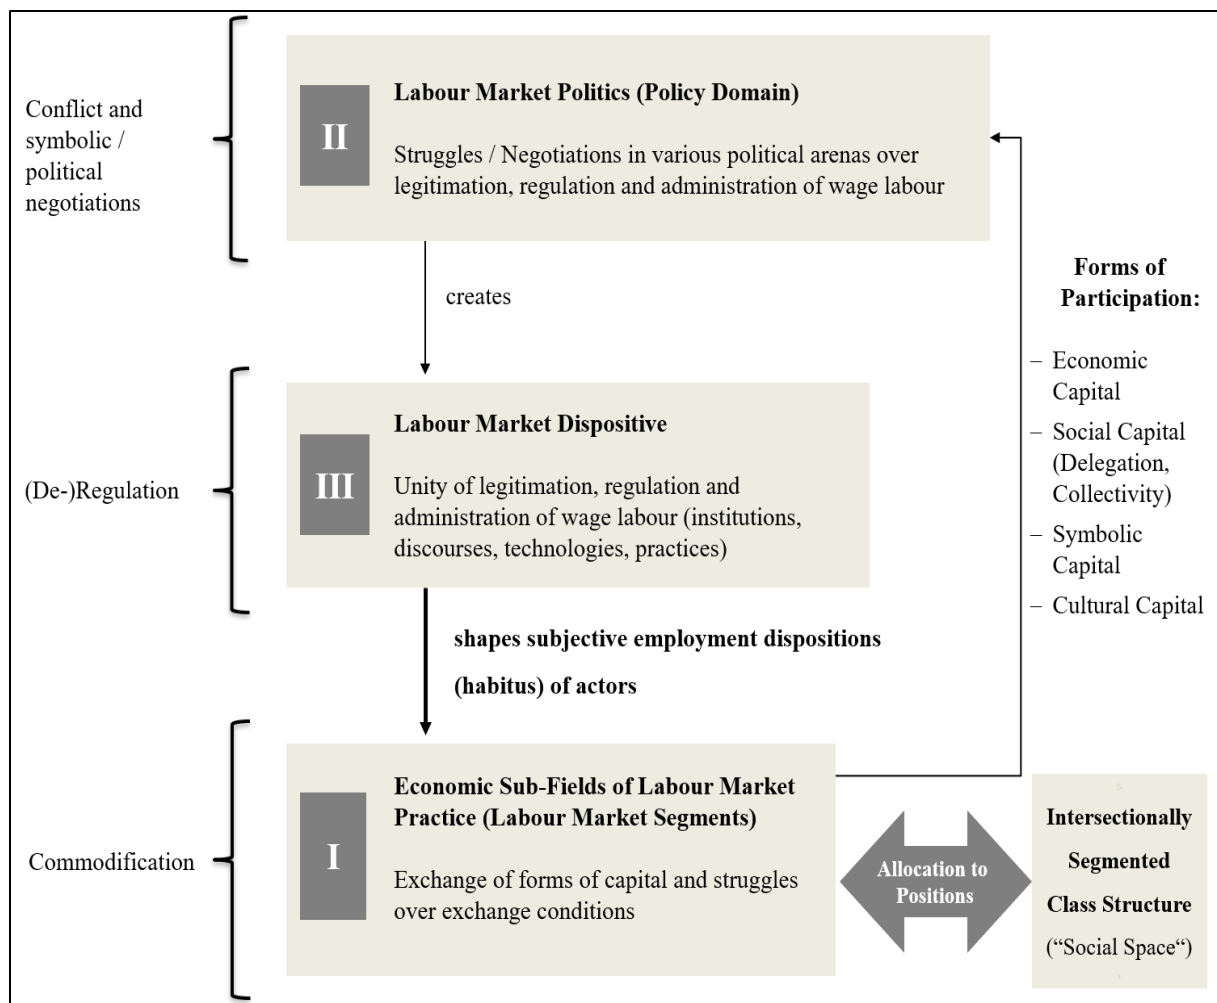 Conflict and
symbolic /
political
negotiations
II
Labour Market Politics (Policy Domain)
Struggles / Negotiations in various political arenas over
legitimation, regulation and administration of wage labour
creates
Forms of
Participation:
– Economic
Capital
– Social Capital
(Delegation,
Collectivity)
– Symbolic
Capital
– Cultural Capital
(De-)Regulation
III
Labour Market Dispositive
Unity of legitimation, regulation and
administration of wage labour (institutions,
discourses, technologies, practices)
shapes subjective employment dispositions
(habitus) of actors
Commodification
I
Economic Sub-Fields of Labour Market
Practice (Labour Market Segments)
Exchange of forms of capital and struggles
over exchange conditions
Allocation to
Positions
Intersectionally
Segmented
Class Structure
(“Social Space“)